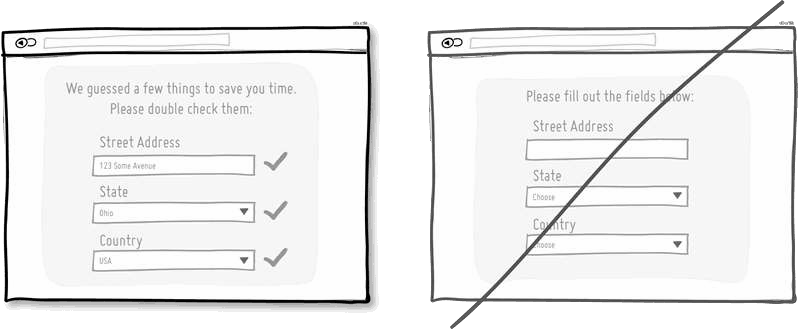 We guessed a few things to save you time.
Please double check them:
Street Address
123 Some Avenue
State
Ohio
Country
USA
Please fill out the fields below:
Street Address
State
Choose
Country
Choose